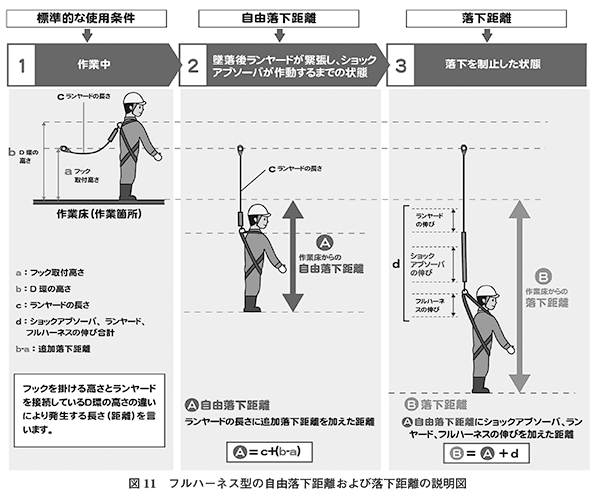 標準的な使用条件
自由落下距離
落下距離
1 作業中
2 墜落後ランヤードが緊張し、ショック
アブソーバが作動するまでの状態
3 落下を制止した状態
c ランヤードの長さ
b D環の
高さ
a フック
取付高さ
作業床(作業箇所)
a:フック取付高さ
b:D環の高さ
c:ランヤードの長さ
d:ショックアブソーバ、ランヤード、
フルハーネスの伸び合計
b-a:追加落下距離
フックを掛ける高さとランヤード
を接続しているD環の高さの違い
により発生する長さ(距離)を言
います。
c ランヤードの長さ
A
作業床からの
自由落下距離
A 自由落下距離
ランヤードの長さに追加落下距離を加えた距離
A=c+(b-a)
d
ランヤード
の伸び
ショック
アブソーバ
の伸び
フルハーネス
の伸び
B
作業床からの
落下距離
B 落下距離
A自由落下距離にショックアブソーバ、ラン
ヤード、フルハーネスの伸びを加えた距離
B = A + d
図11 フルハーネス型の自由落下距離および落下距離の説明図